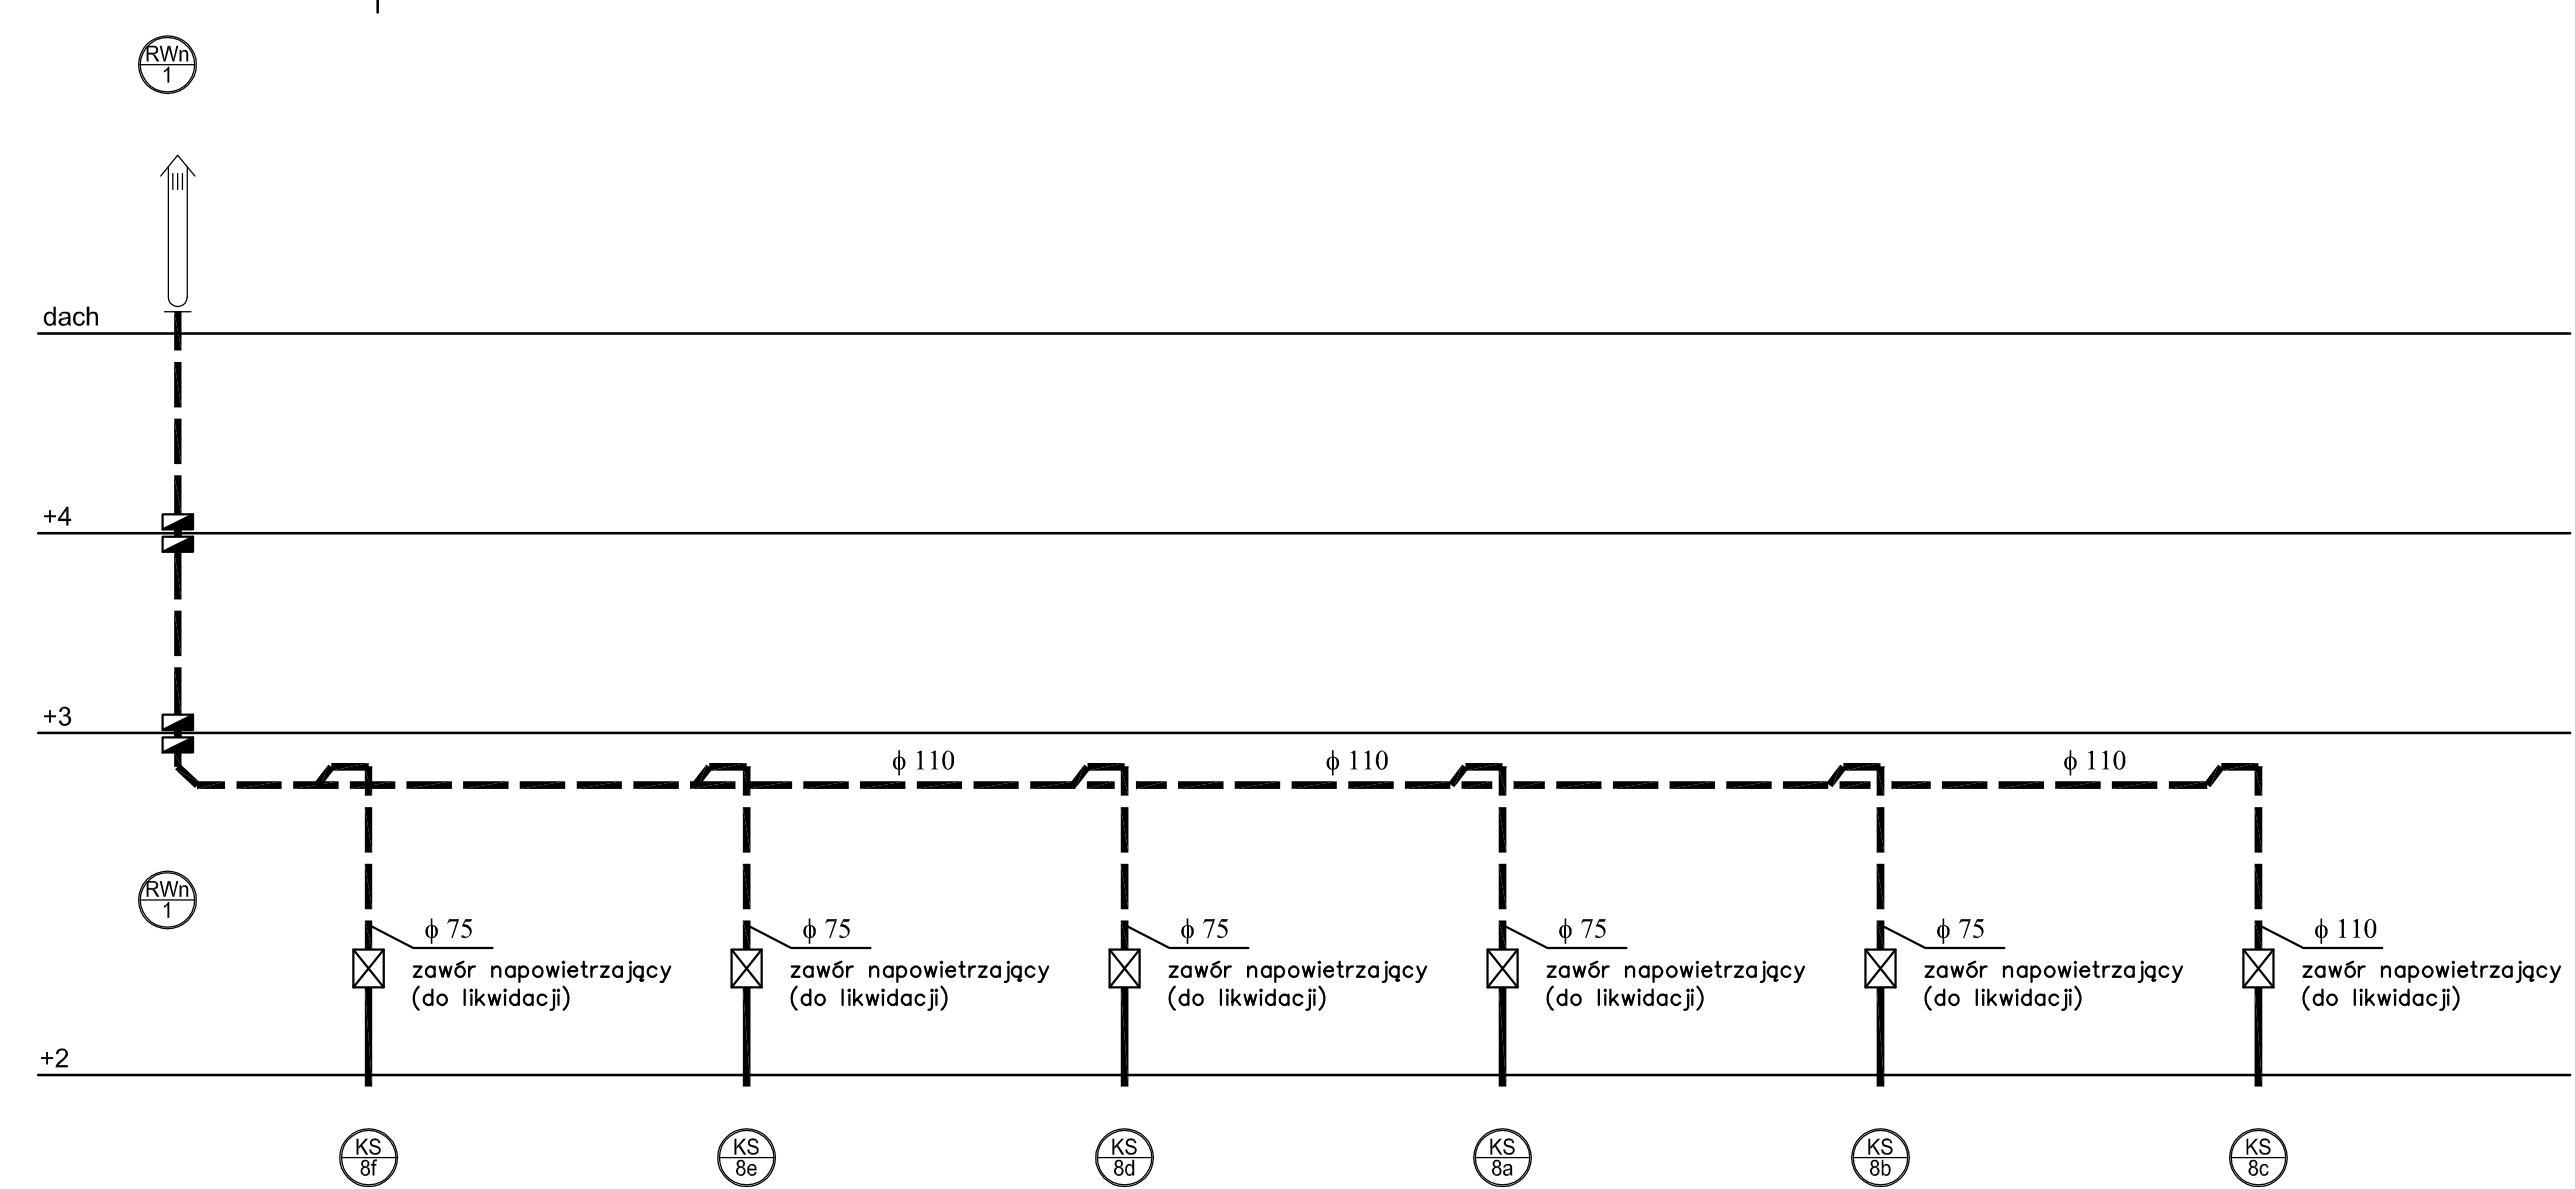 RWn
1
dach
+4
+3
ϕ 110
ϕ 110
ϕ 110
RWn
1
ϕ 75
zawór napowietrzający
(do likwidacji)
ϕ 75
zawór napowietrzający
(do likwidacji)
ϕ 75
zawór napowietrzający
(do likwidacji)
ϕ 75
zawór napowietrzający
(do likwidacji)
ϕ 75
zawór napowietrzający
(do likwidacji)
ϕ 110
zawór napowietrzający
(do likwidacji)
+2
KS
8f
KS
8e
KS
8d
KS
8a
KS
8b
KS
8c